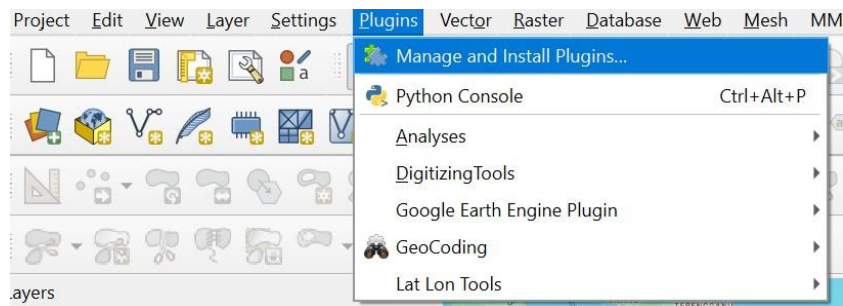 Project Edit View Layer Settings Plugins Vector Raster Database Web Mesh MM
Manage and Install Plugins...
a
Python Console Ctrl+Alt+P
Analyses
DigitizingTools
Google Earth Engine Plugin
GeoCoding
Lat Lon Tools
ayers